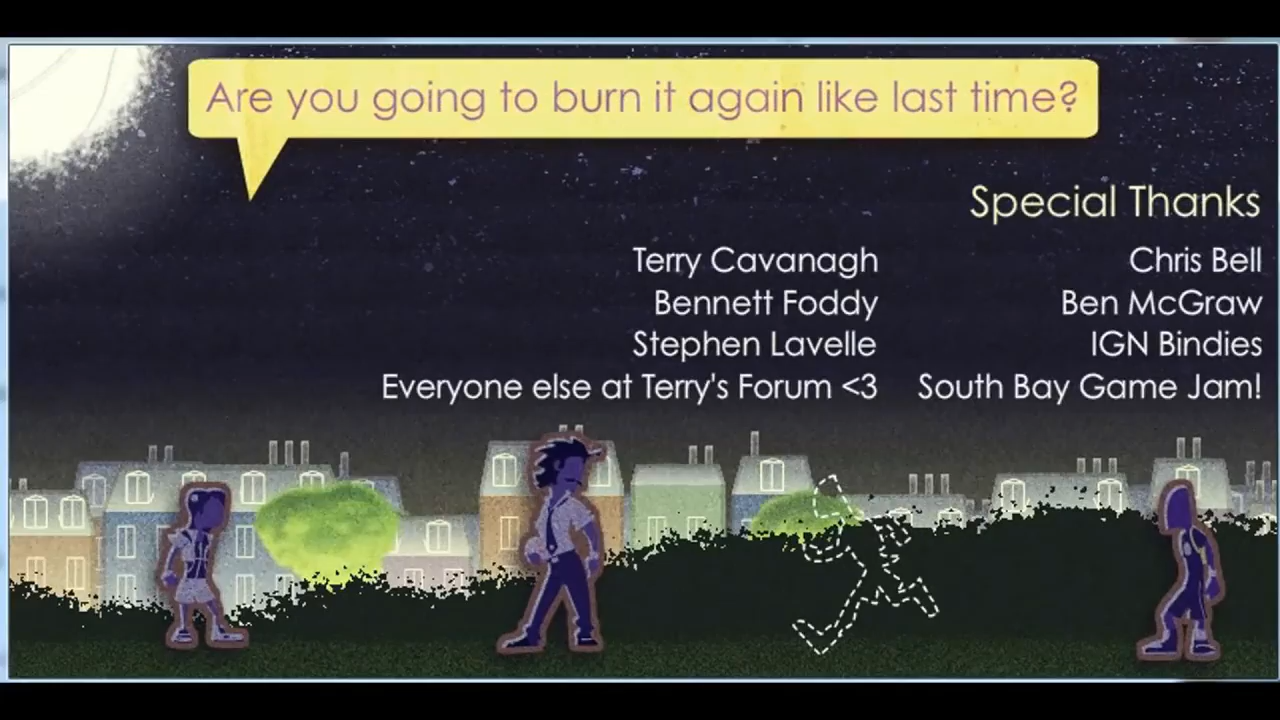 Are you going to burn it again like last time?
Special Thanks
Terry Cavanagh Chris Bell
Bennett Foddy Ben McGraw
Stephen Lavelle IGN Bindies
Everyone else at Terry's Forum <3 South Bay Game Jam!